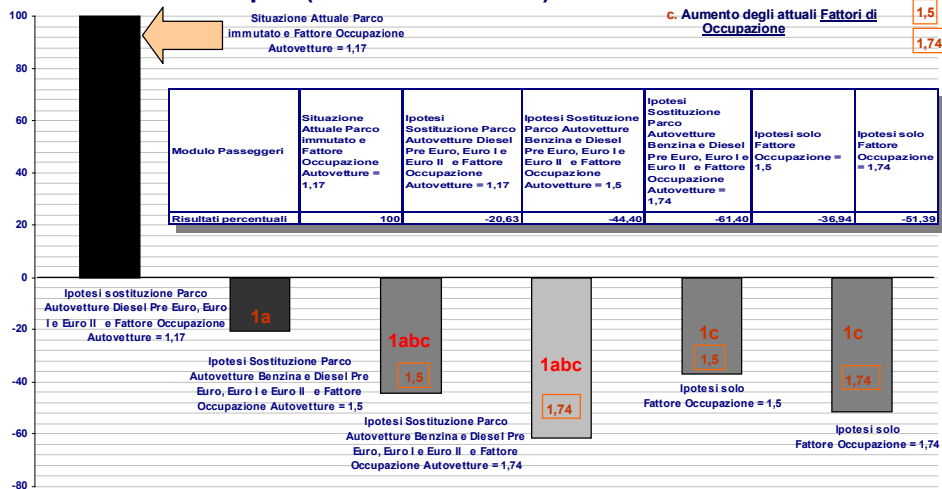 Situazione Attuale Parco
immutato e Fattore Occupazione
Autovetture = 1,17
c. Aumento degli attuali Fattori di
Occupazione
1,5
1,74
100
80
60
40
20
0
-20
-40
-60
-80
Modulo Passeggeri
Situazione
Attuale Parco
immutato e
Fattore
Occupazione
Autovetture =
1,17
Ipotesi
Sostituzione Parco
Autovetture Diesel
Pre Euro, Euro I e
Euro II e Fattore
Occupazione
Autovetture = 1,17
Ipotesi Sostituzione
Parco Autovetture
Benzina e Diesel
Pre Euro, Euro I e
Euro II e Fattore
Occupazione
Autovetture = 1,5
Ipotesi
Sostituzione
Parco
Autovetture
Benzina e Diesel
Pre Euro, Euro I e
Euro II e Fattore
Occupazione
Autovetture =
1,74
Ipotesi solo
Fattore
Occupazione =
1,5
Ipotesi solo
Fattore
Occupazione
= 1,74
Risultati percentuali 100 -20,63 -44,40 -61,40 -36,94 -51,39
Ipotesi sostituzione Parco
Autovetture Diesel Pre Euro, Euro
I e Euro II e Fattore Occupazione
Autovetture = 1,17
1a
Ipotesi Sostituzione Parco
Autovetture Benzina e Diesel Pre
Euro, Euro I e Euro II e Fattore
Occupazione Autovetture = 1,5
1abc
1,5
Ipotesi Sostituzione Parco
Autovetture Benzina e Diesel Pre
Euro, Euro I e Euro II e Fattore
Occupazione Autovetture = 1,74
1abc
1,74
1c
1,5
Ipotesi solo
Fattore Occupazione = 1,5
1c
1,74
Ipotesi solo
Fattore Occupazione = 1,74